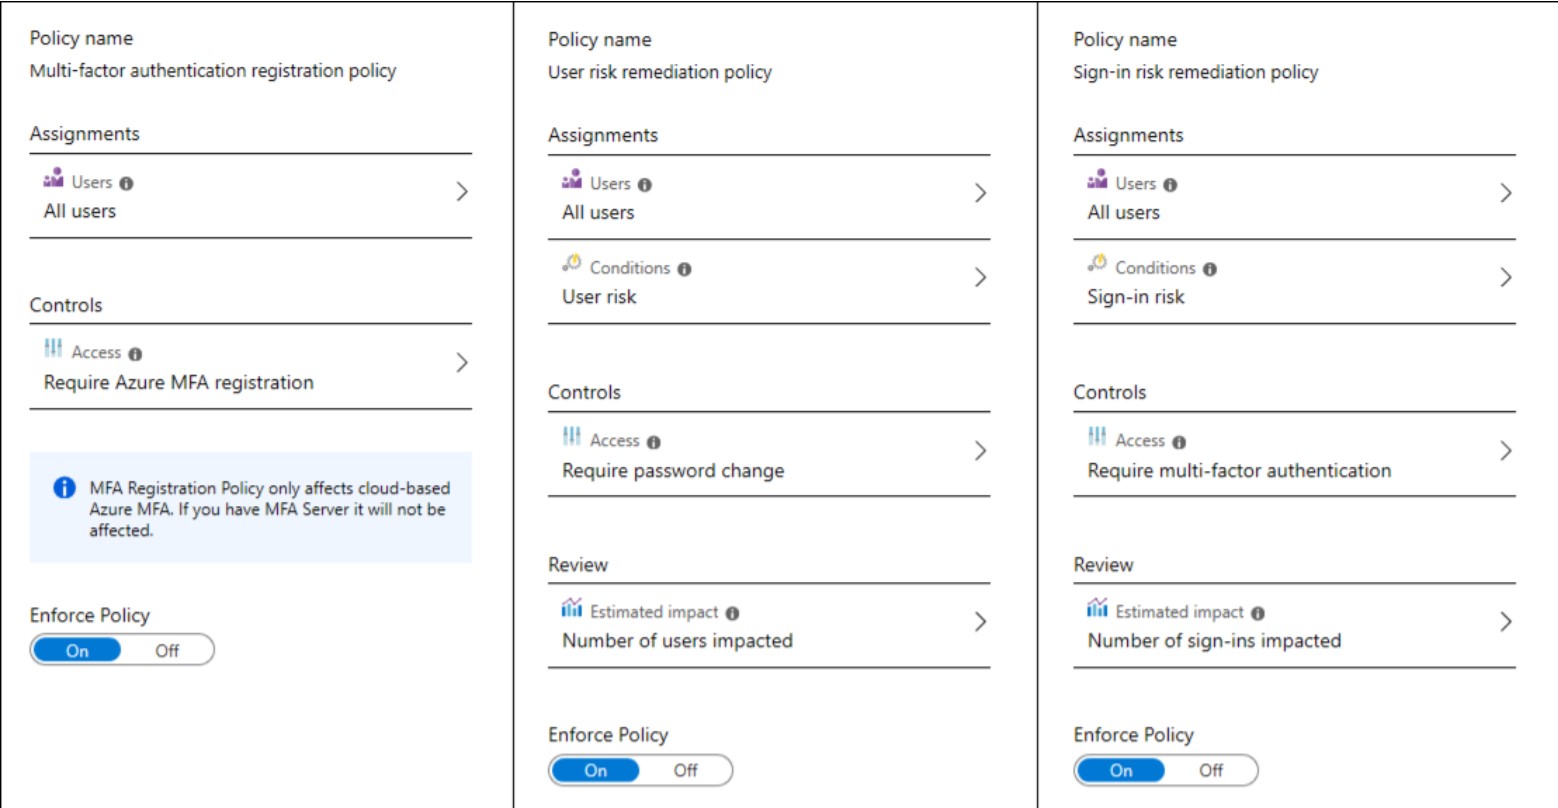 Policy name
Multi-factor authentication registration policy
Assignments
Users
All users
Controls
Access
Require Azure MFA registration
MFA Registration Policy only affects cloud-based
Azure MFA. If you have MFA Server it will not be
affected.
Enforce Policy
On Off
Policy name
User risk remediation policy
Assignments
Users
All users
Conditions
User risk
Controls
Access
Require password change
Review
Estimated impact
Number of users impacted
Enforce Policy
On Off
Policy name
Sign-in risk remediation policy
Assignments
Users
All users
Conditions
Sign-in risk
Controls
Access
Require multi-factor authentication
Review
Estimated impact
Number of sign-ins impacted
Enforce Policy
On Off